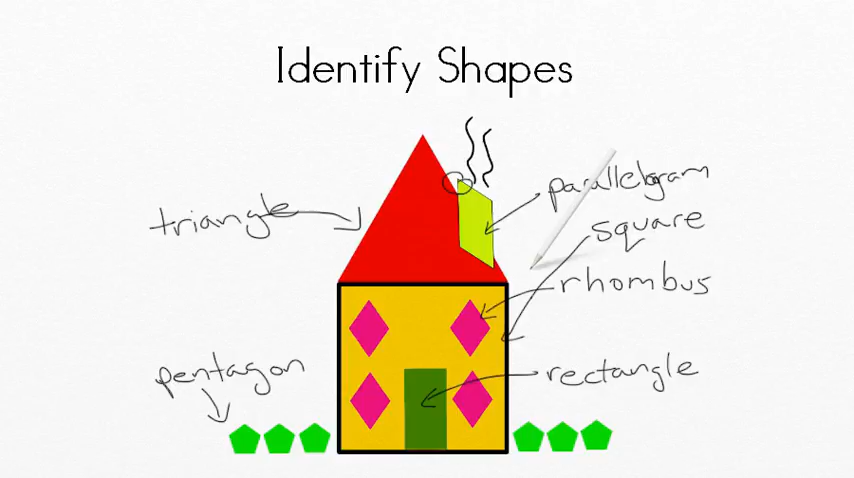 Identify Shapes
parallelogram
triangle
square
rhombus
pentagon
rectangle